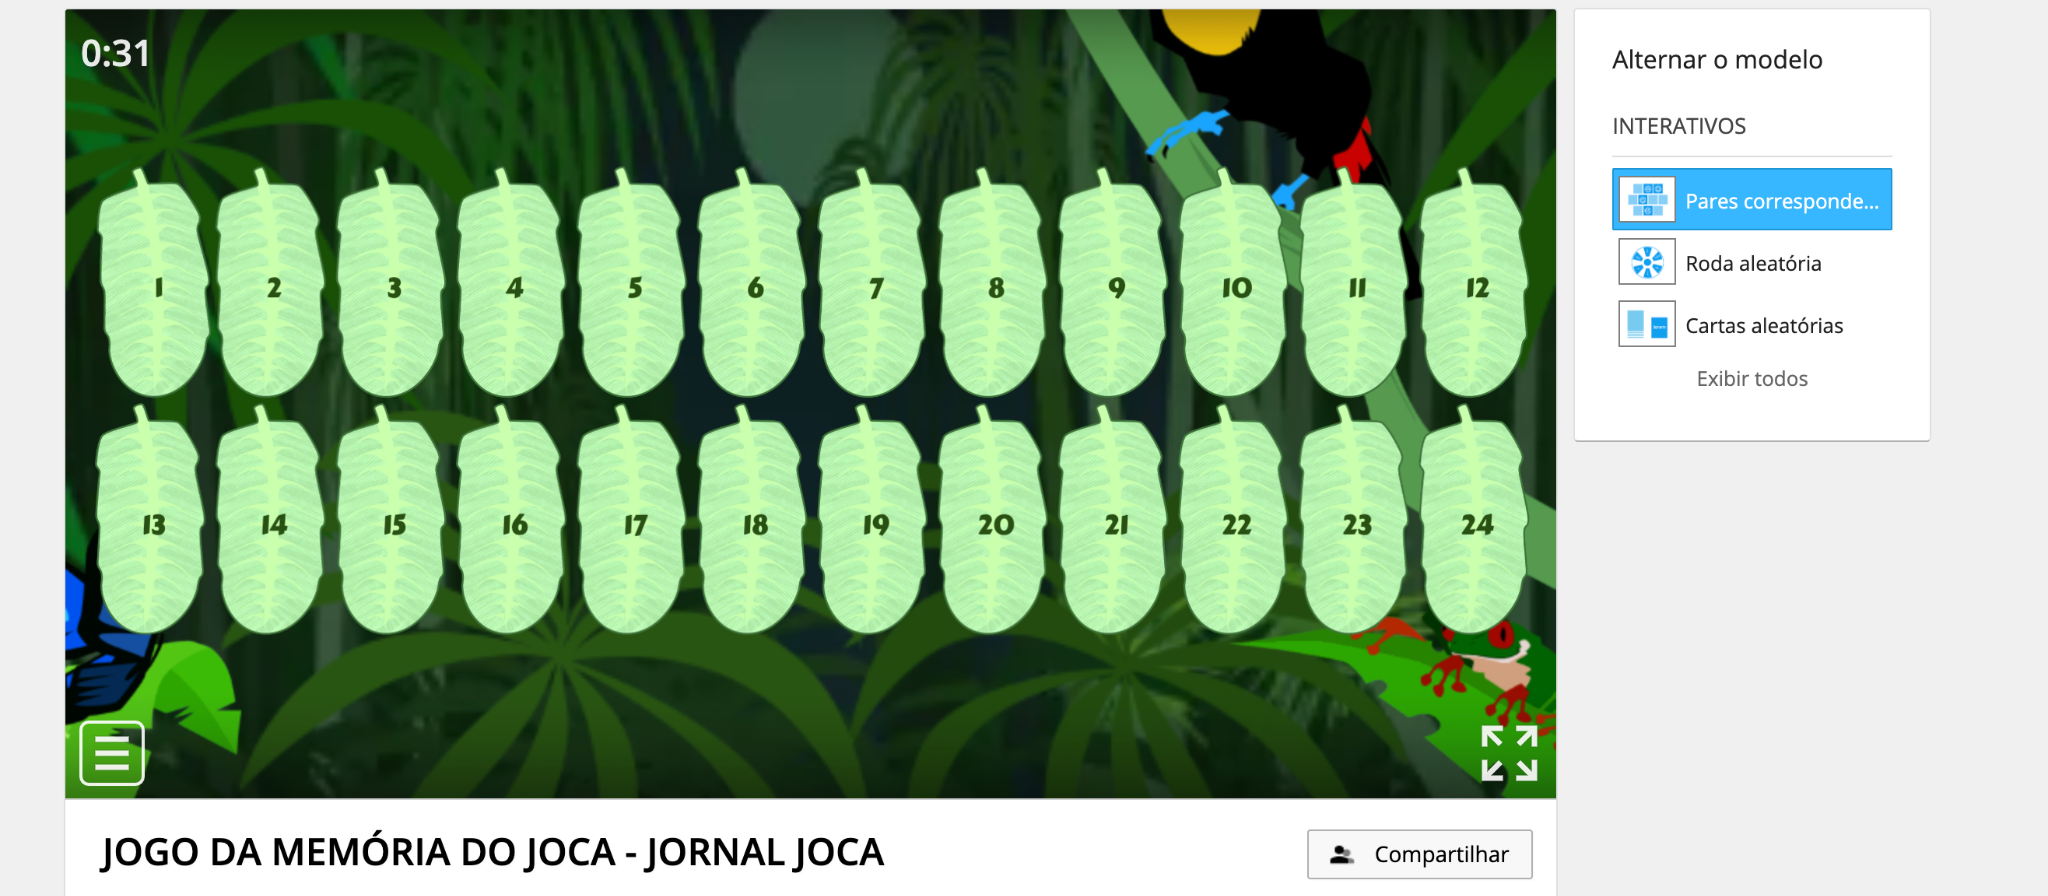 0:31
1 2 3 4 5 6 7 8 9 10 11 12
13 14 15 16 17 18 19 20 21 22 23 24
JOGO DA MEMÓRIA DO JOCA - JORNAL JOCA
Compartilhar
Alternar o modelo
INTERATIVOS
Pares corresponde...
Roda aleatória
Cartas aleatórias
Exibir todos